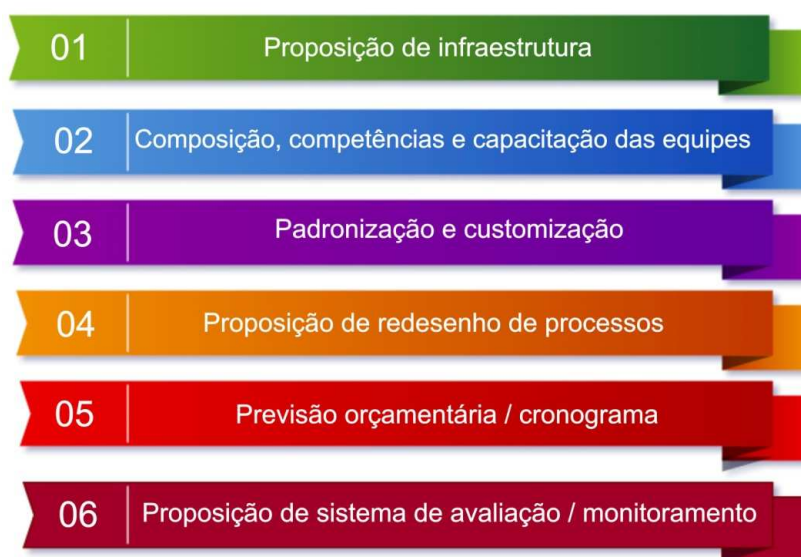 01 Proposição de infraestrutura
02 Composição, competências e capacitação das equipes
03 Padronização e customização
04 Proposição de redesenho de processos
05 Previsão orçamentária / cronograma
06 Proposição de sistema de avaliação / monitoramento